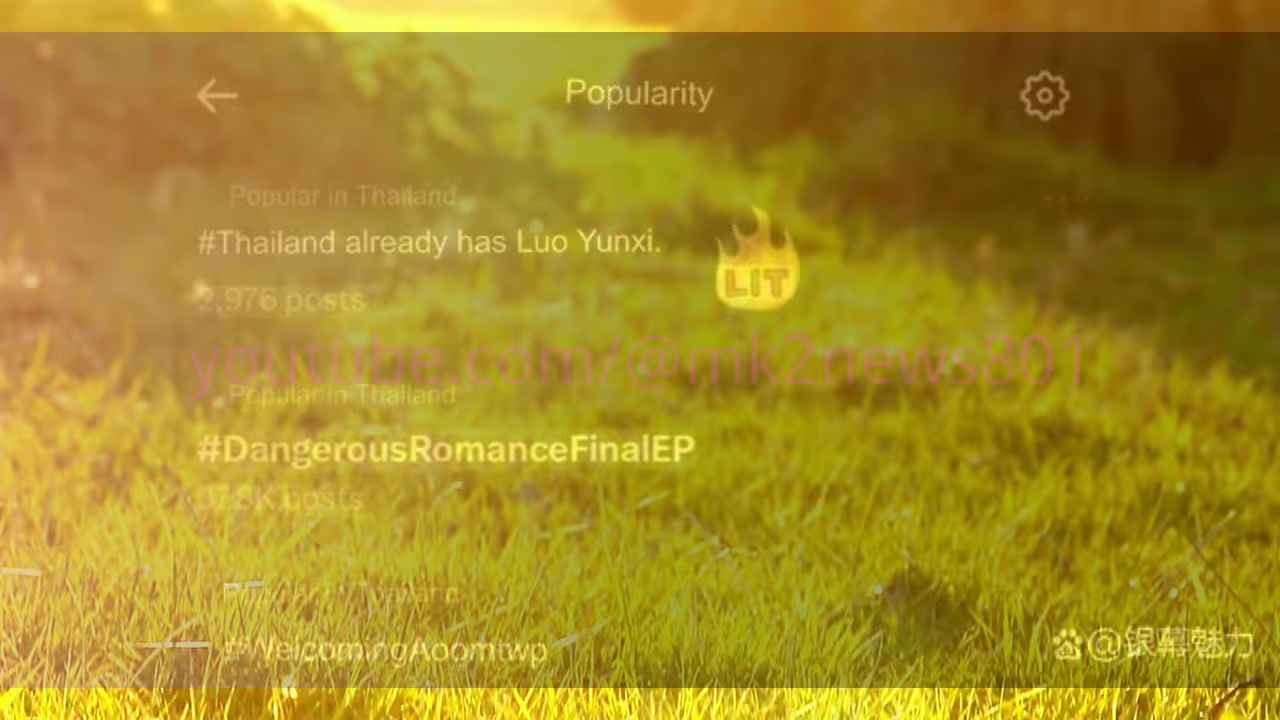 Popularity
Popular in Thailand
#Thailand already has Luo Yunxi.
LIT
2,976 posts
youtube.com/@mk2news801
Popular in Thailand
#DangerousRomanceFinalEP
posts
#WelcomingAoomtwp
@银幕魅力